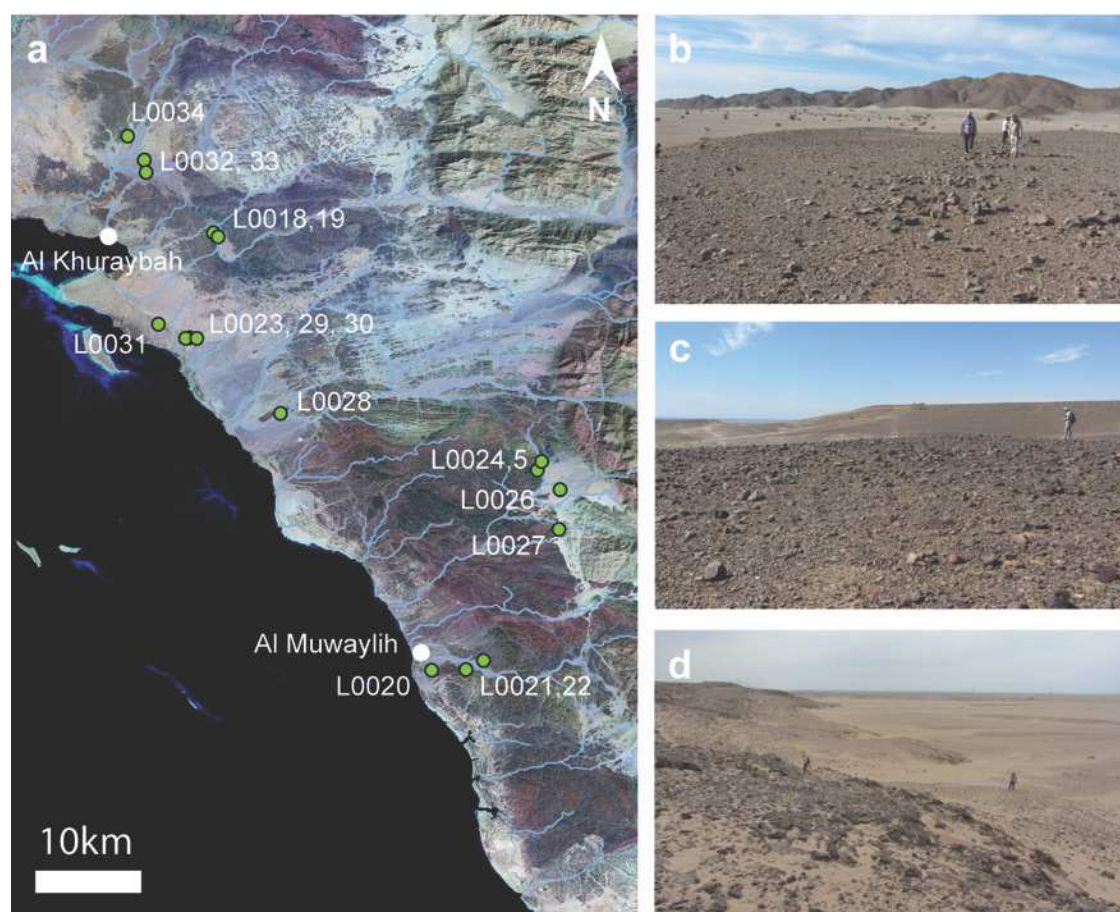 a
N
L0034
L0032, 33
L0018,19
Al Khuraybah
L0023, 29, 30
L0031
L0028
L0024,5
L0026
L0027
Al Muwaylih
L0020
L0021,22
10km
b
c
d